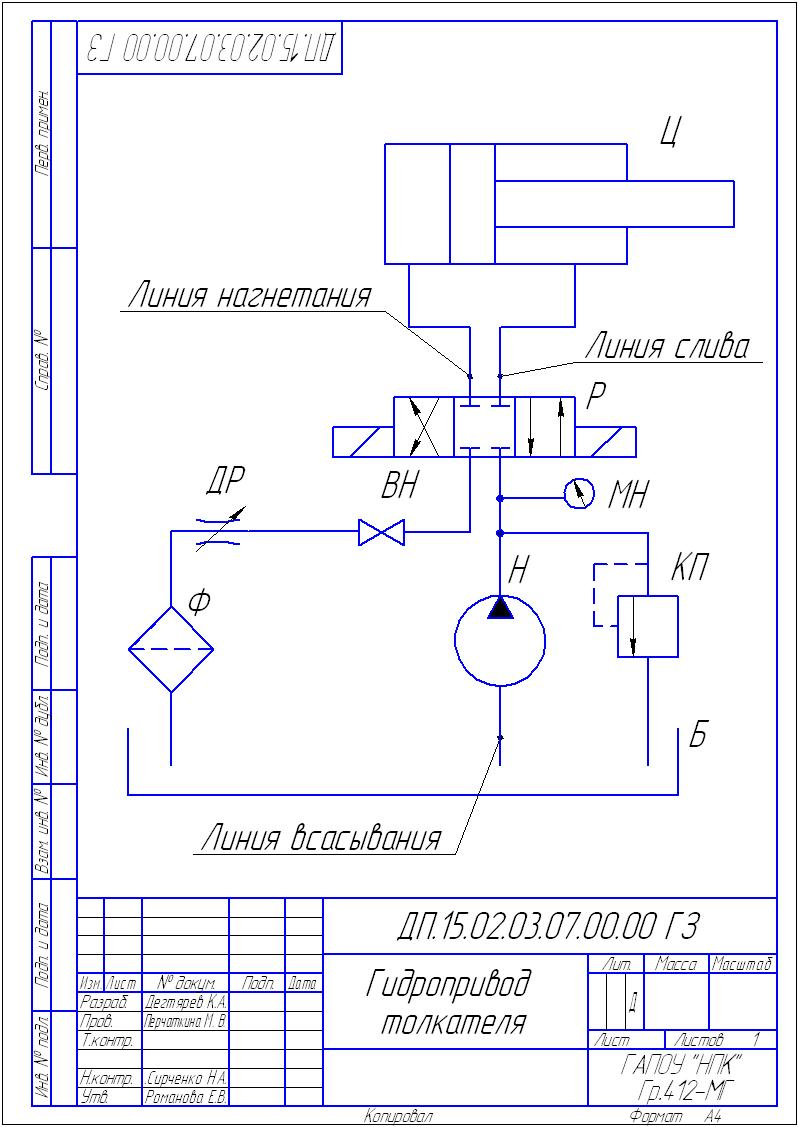 ДП.15.02.03.07.00.00 ГЗ
Перв. примен.
Справ. №
Подп. и дата
Инв. № дубл.
Взам. инв. №
Подп. и дата
Инв. № подл.
Ц
Линия нагнетания
Линия слива
Р
ДР
ВН
МН
Н
КП
Ф
Б
Линия всасывания
ДП.15.02.03.07.00.00 ГЗ
Изм. Лист № докум. Подп. Дата
Разраб. Дегтярев К.А.
Пров. Перчаткина М. В.
Т.контр.
Н.контр. .Сирченко Н.А.
Утв. Романова Е.В.
Гидропривод
толкателя
Лит. Масса Масштаб
Д
Лист Листов 1
ГАПОУ "НПК"
Гр.412-МГ
Копировал Формат А4